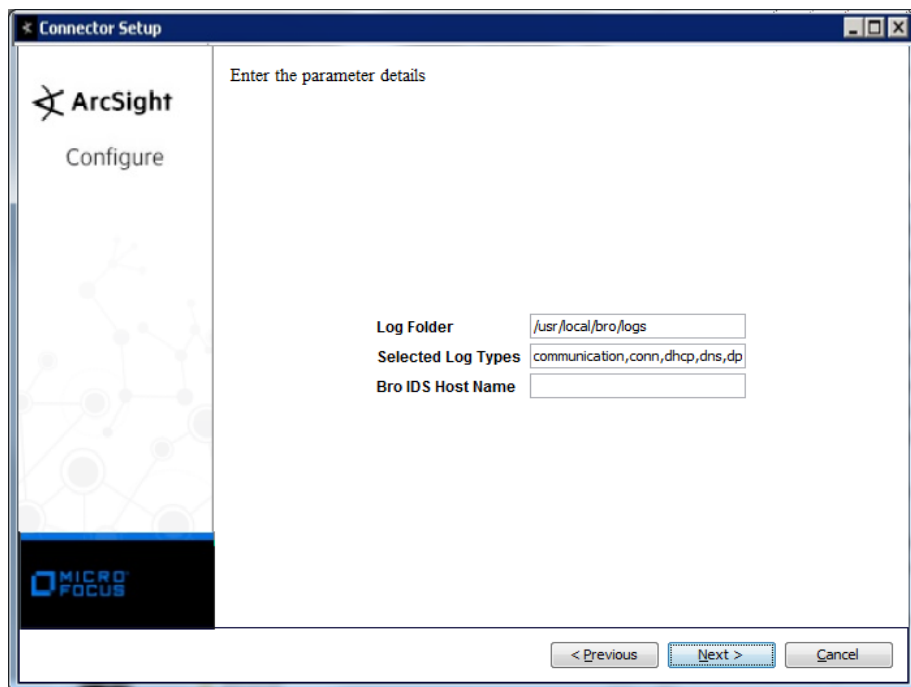 Connector Setup
ArcSight
Configure
Enter the parameter details
Log Folder /usr/local/bro/logs
Selected Log Types communication,conn,dhcp,dns,dp
Bro IDS Host Name
MICRO
FOCUS
< Previous Next > Cancel